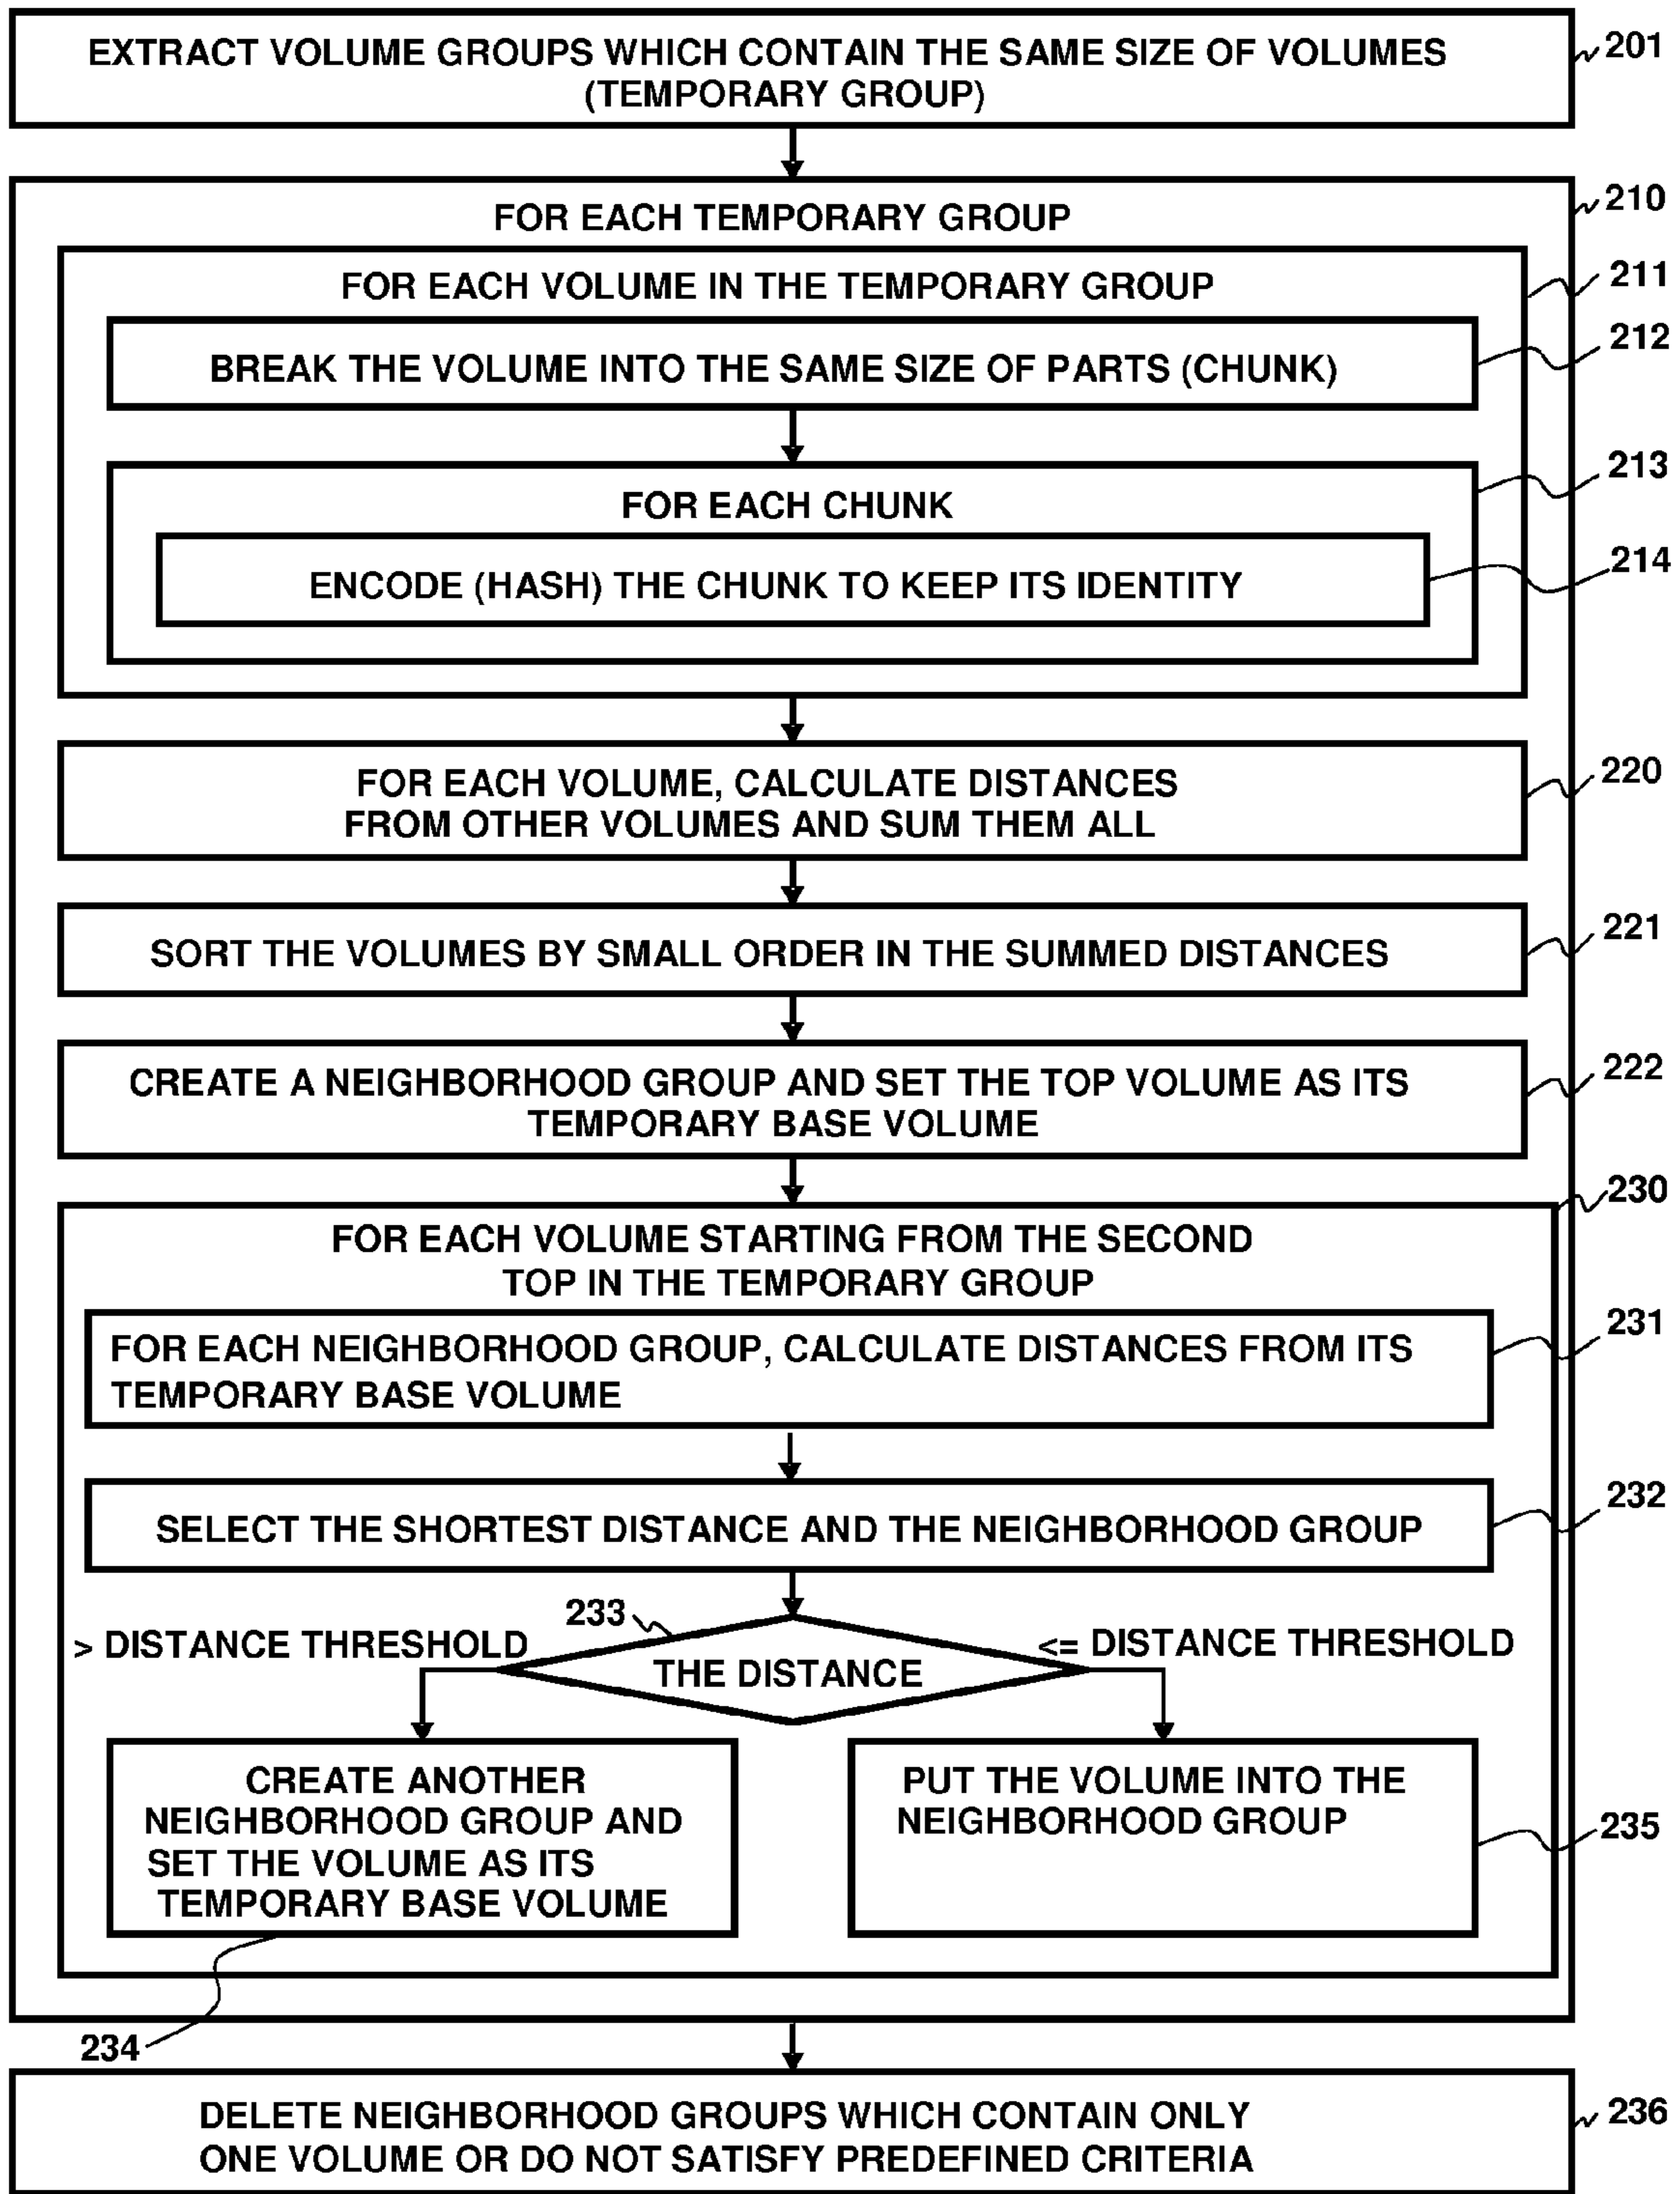 EXTRACT VOLUME GROUPS WHICH CONTAIN THE SAME SIZE OF VOLUMES
(TEMPORARY GROUP)
201
FOR EACH TEMPORARY GROUP
210
FOR EACH VOLUME IN THE TEMPORARY GROUP
211
BREAK THE VOLUME INTO THE SAME SIZE OF PARTS (CHUNK)
212
FOR EACH CHUNK
213
ENCODE (HASH) THE CHUNK TO KEEP ITS IDENTITY
214
FOR EACH VOLUME, CALCULATE DISTANCES
FROM OTHER VOLUMES AND SUM THEM ALL
220
SORT THE VOLUMES BY SMALL ORDER IN THE SUMMED DISTANCES
221
CREATE A NEIGHBORHOOD GROUP AND SET THE TOP VOLUME AS ITS
TEMPORARY BASE VOLUME
222
FOR EACH VOLUME STARTING FROM THE SECOND
TOP IN THE TEMPORARY GROUP
230
FOR EACH NEIGHBORHOOD GROUP, CALCULATE DISTANCES FROM ITS
TEMPORARY BASE VOLUME
231
SELECT THE SHORTEST DISTANCE AND THE NEIGHBORHOOD GROUP
232
233
> DISTANCE THRESHOLD
THE DISTANCE
<= DISTANCE THRESHOLD
CREATE ANOTHER
NEIGHBORHOOD GROUP AND
SET THE VOLUME AS ITS
TEMPORARY BASE VOLUME
234
PUT THE VOLUME INTO THE
NEIGHBORHOOD GROUP
235
DELETE NEIGHBORHOOD GROUPS WHICH CONTAIN ONLY
ONE VOLUME OR DO NOT SATISFY PREDEFINED CRITERIA
236